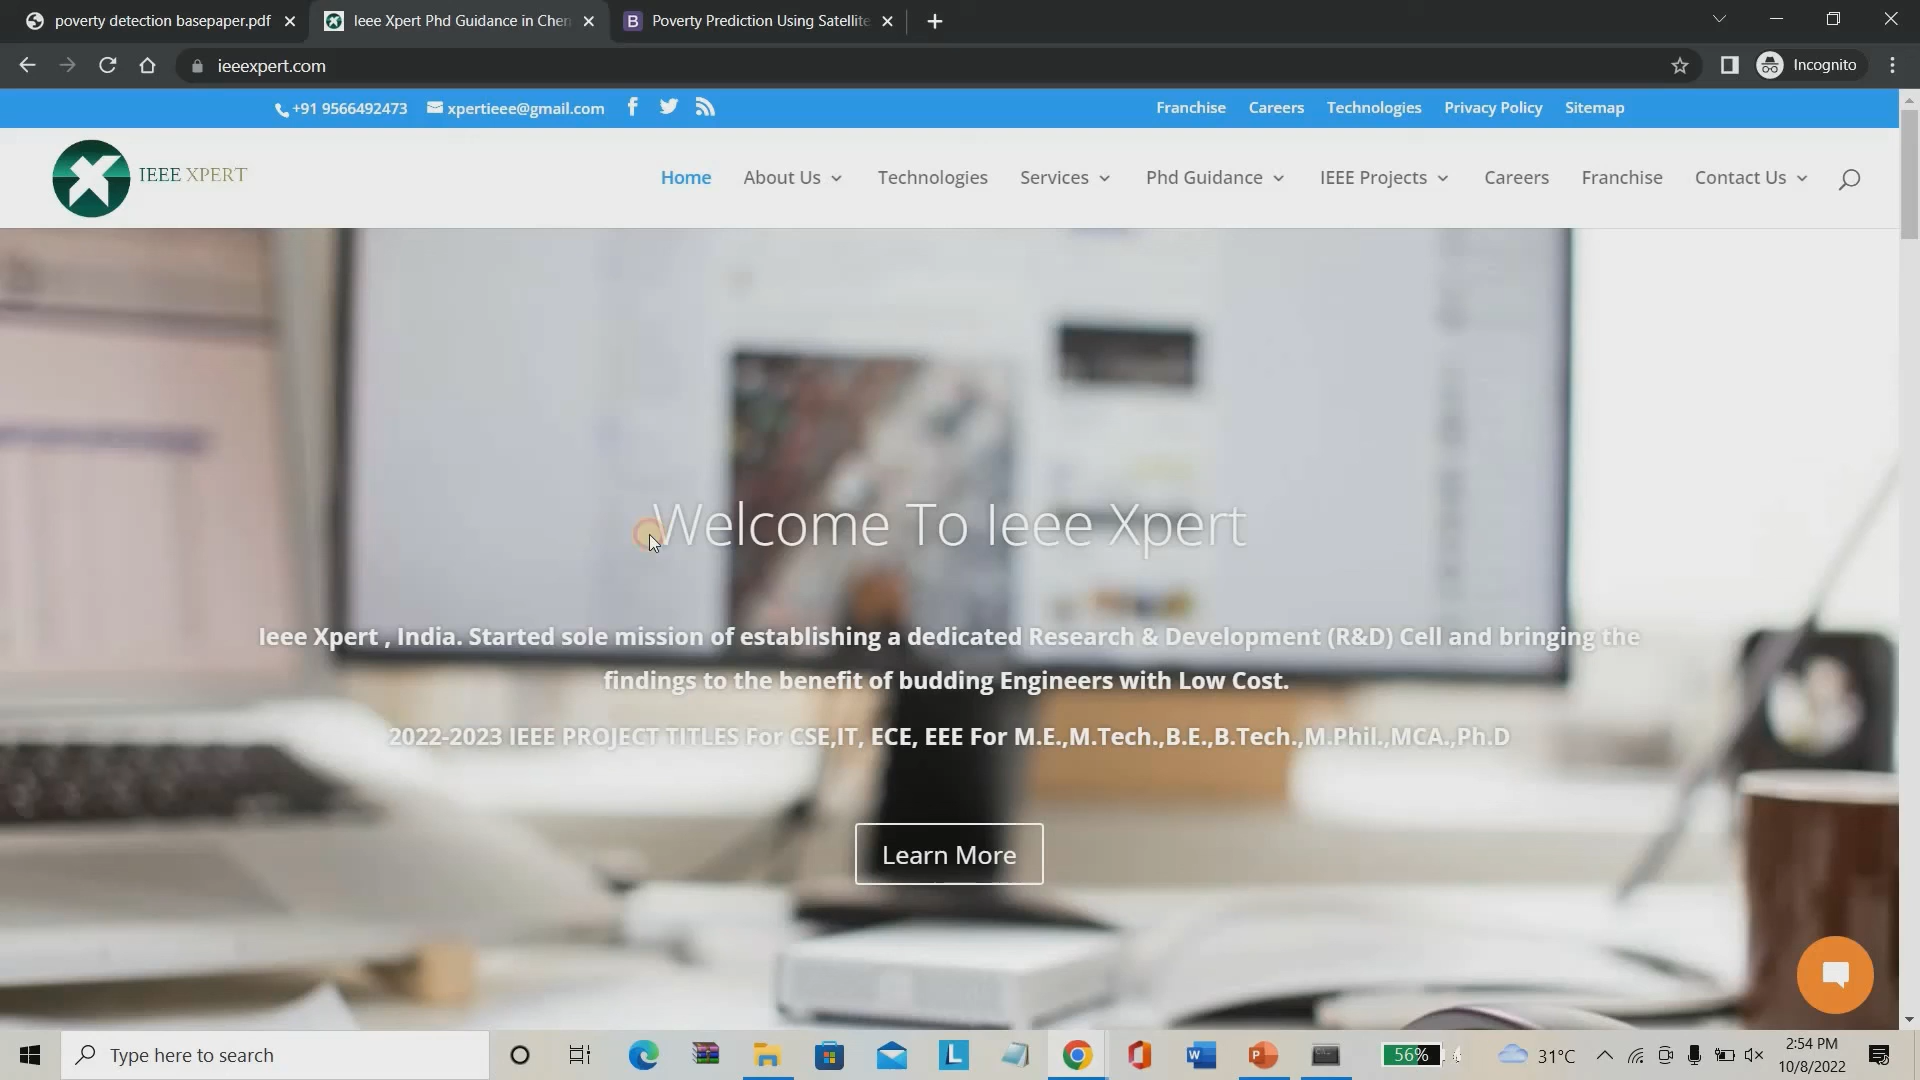 poverty detection basepaper.pdf
Ieee Xpert Phd Guidance in Chen
B Poverty Prediction Using Satellite
ieeexpert.com
Incognito
+91 9566492473 xpertieee@gmail.com
Franchise Careers Technologies Privacy Policy Sitemap
IEEE XPERT
Home About Us Technologies Services Phd Guidance IEEE Projects Careers Franchise Contact Us
Welcome To Ieee Xpert
Ieee Xpert , India. Started sole mission of establishing a dedicated Research & Development (R&D) Cell and bringing the
findings to the benefit of budding Engineers with Low Cost.
2022-2023 IEEE PROJECT TITLES For CSE,IT, ECE, EEE For M.E.,M.Tech.,B.E.,B.Tech.,M.Phil.,MCA.,Ph.D
Learn More
Type here to search
L
W
P
56%
31°C
2:54 PM
10/8/2022